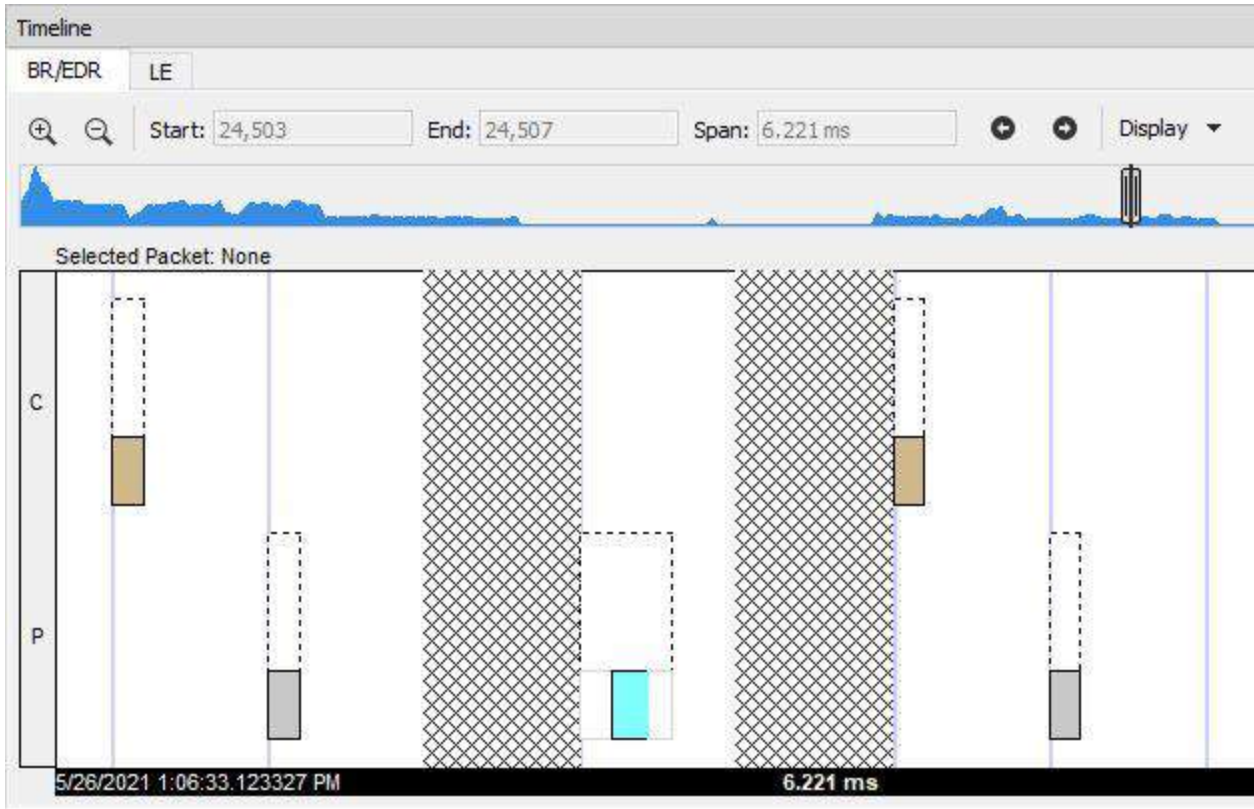 Timeline
BR/EDR LE
Start: 24,503 End: 24,507 Span: 6.221 ms Display
Selected Packet: None
C
P
5/26/2021 1:06:33.123327 PM 6.221 ms